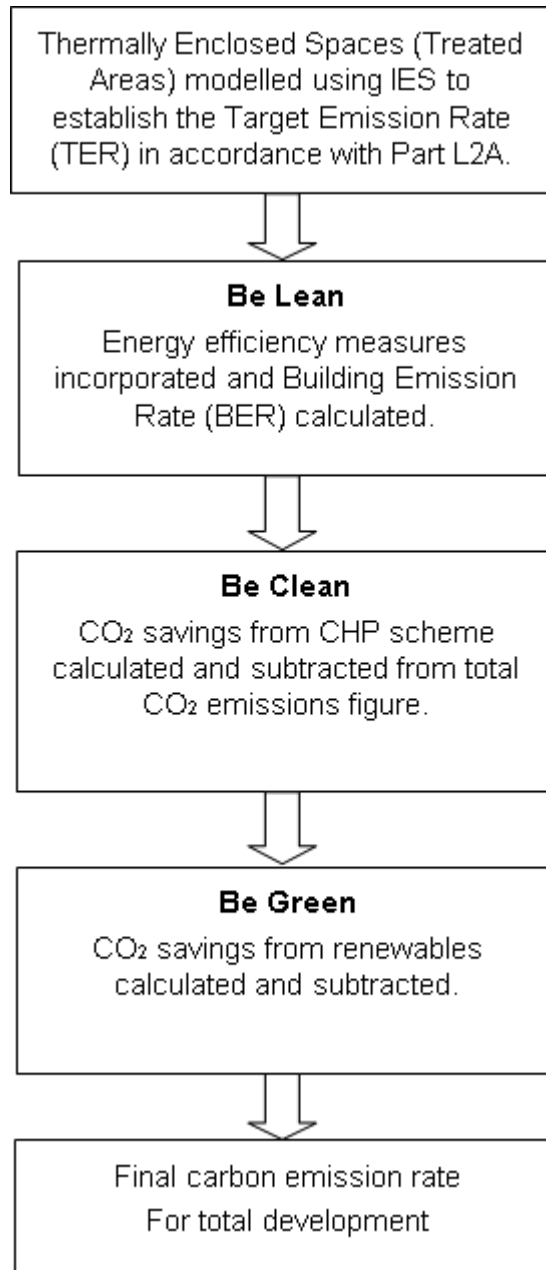 Thermally Enclosed Spaces (Treated
Areas) modelled using IES to
establish the Target Emission Rate
(TER) in accordance with Part L2A.
Be Lean
Energy efficiency measures
incorporated and Building Emission
Rate (BER) calculated.
Be Clean
CO₂ savings from CHP scheme
calculated and subtracted from total
CO₂ emissions figure.
Be Green
CO₂ savings from renewables
calculated and subtracted.
Final carbon emission rate
For total development